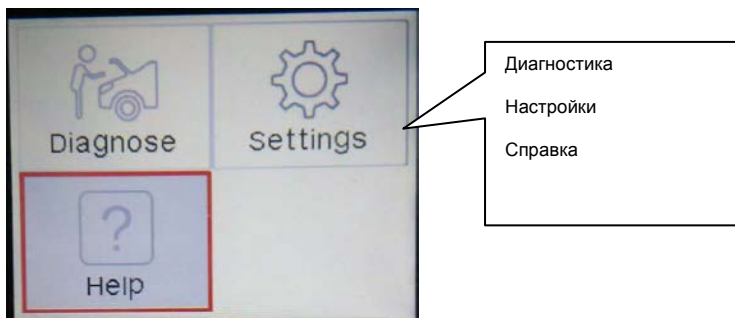 Diagnose
Settings
Help
?
Диагностика
Настройки
Справка